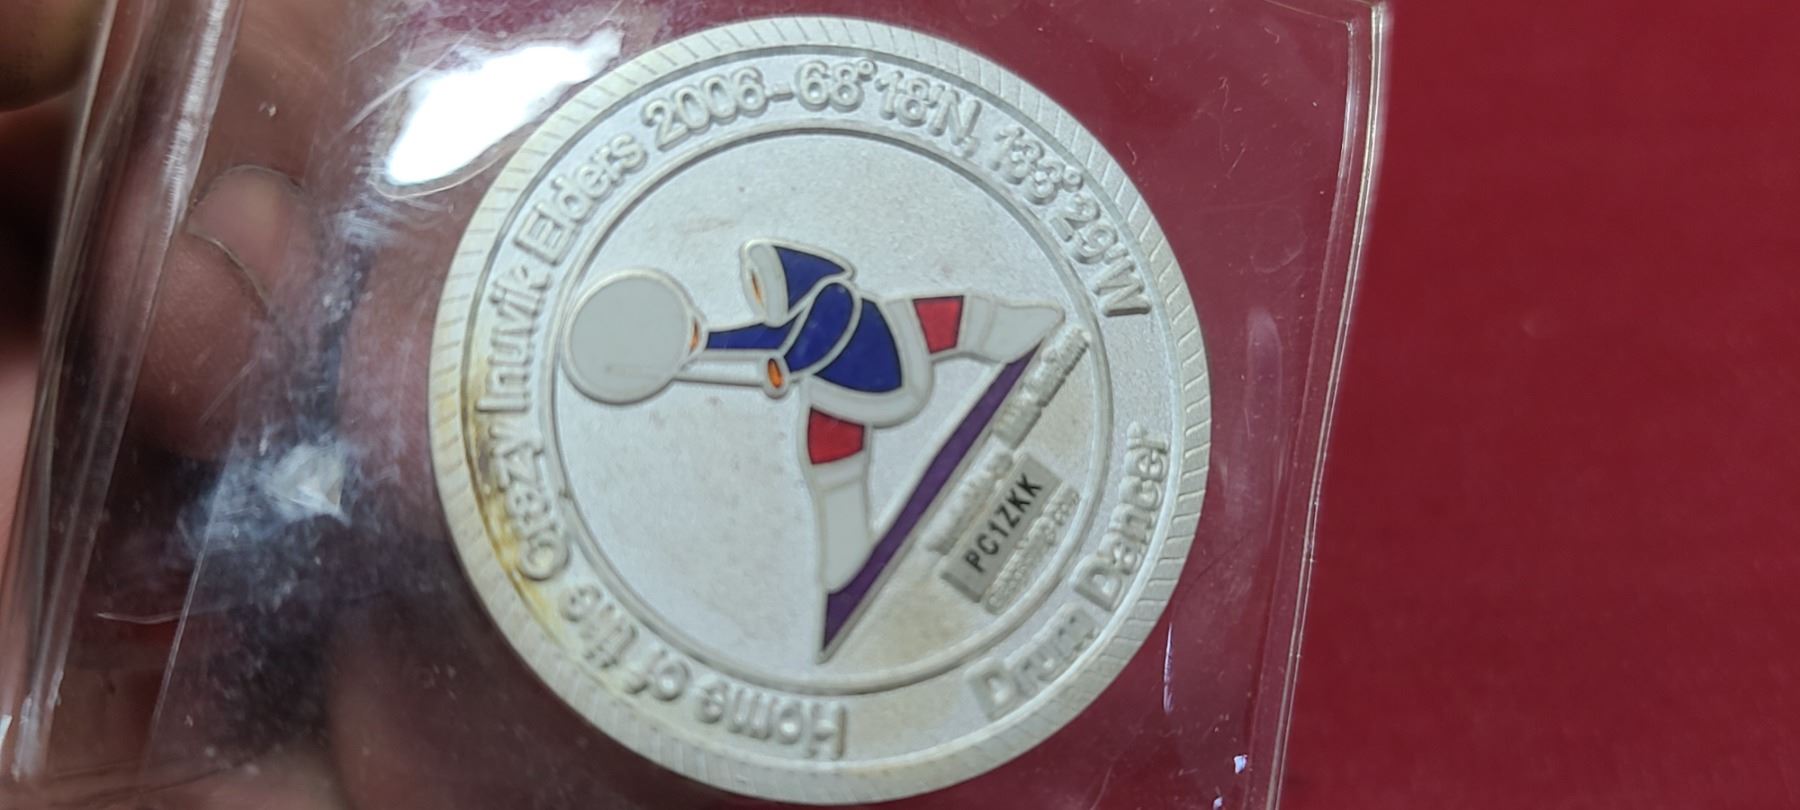 Home of the Crazy Inuvik Elders 2006-68°18'N, 133°29'W
PC1ZKK
Drum Dancer